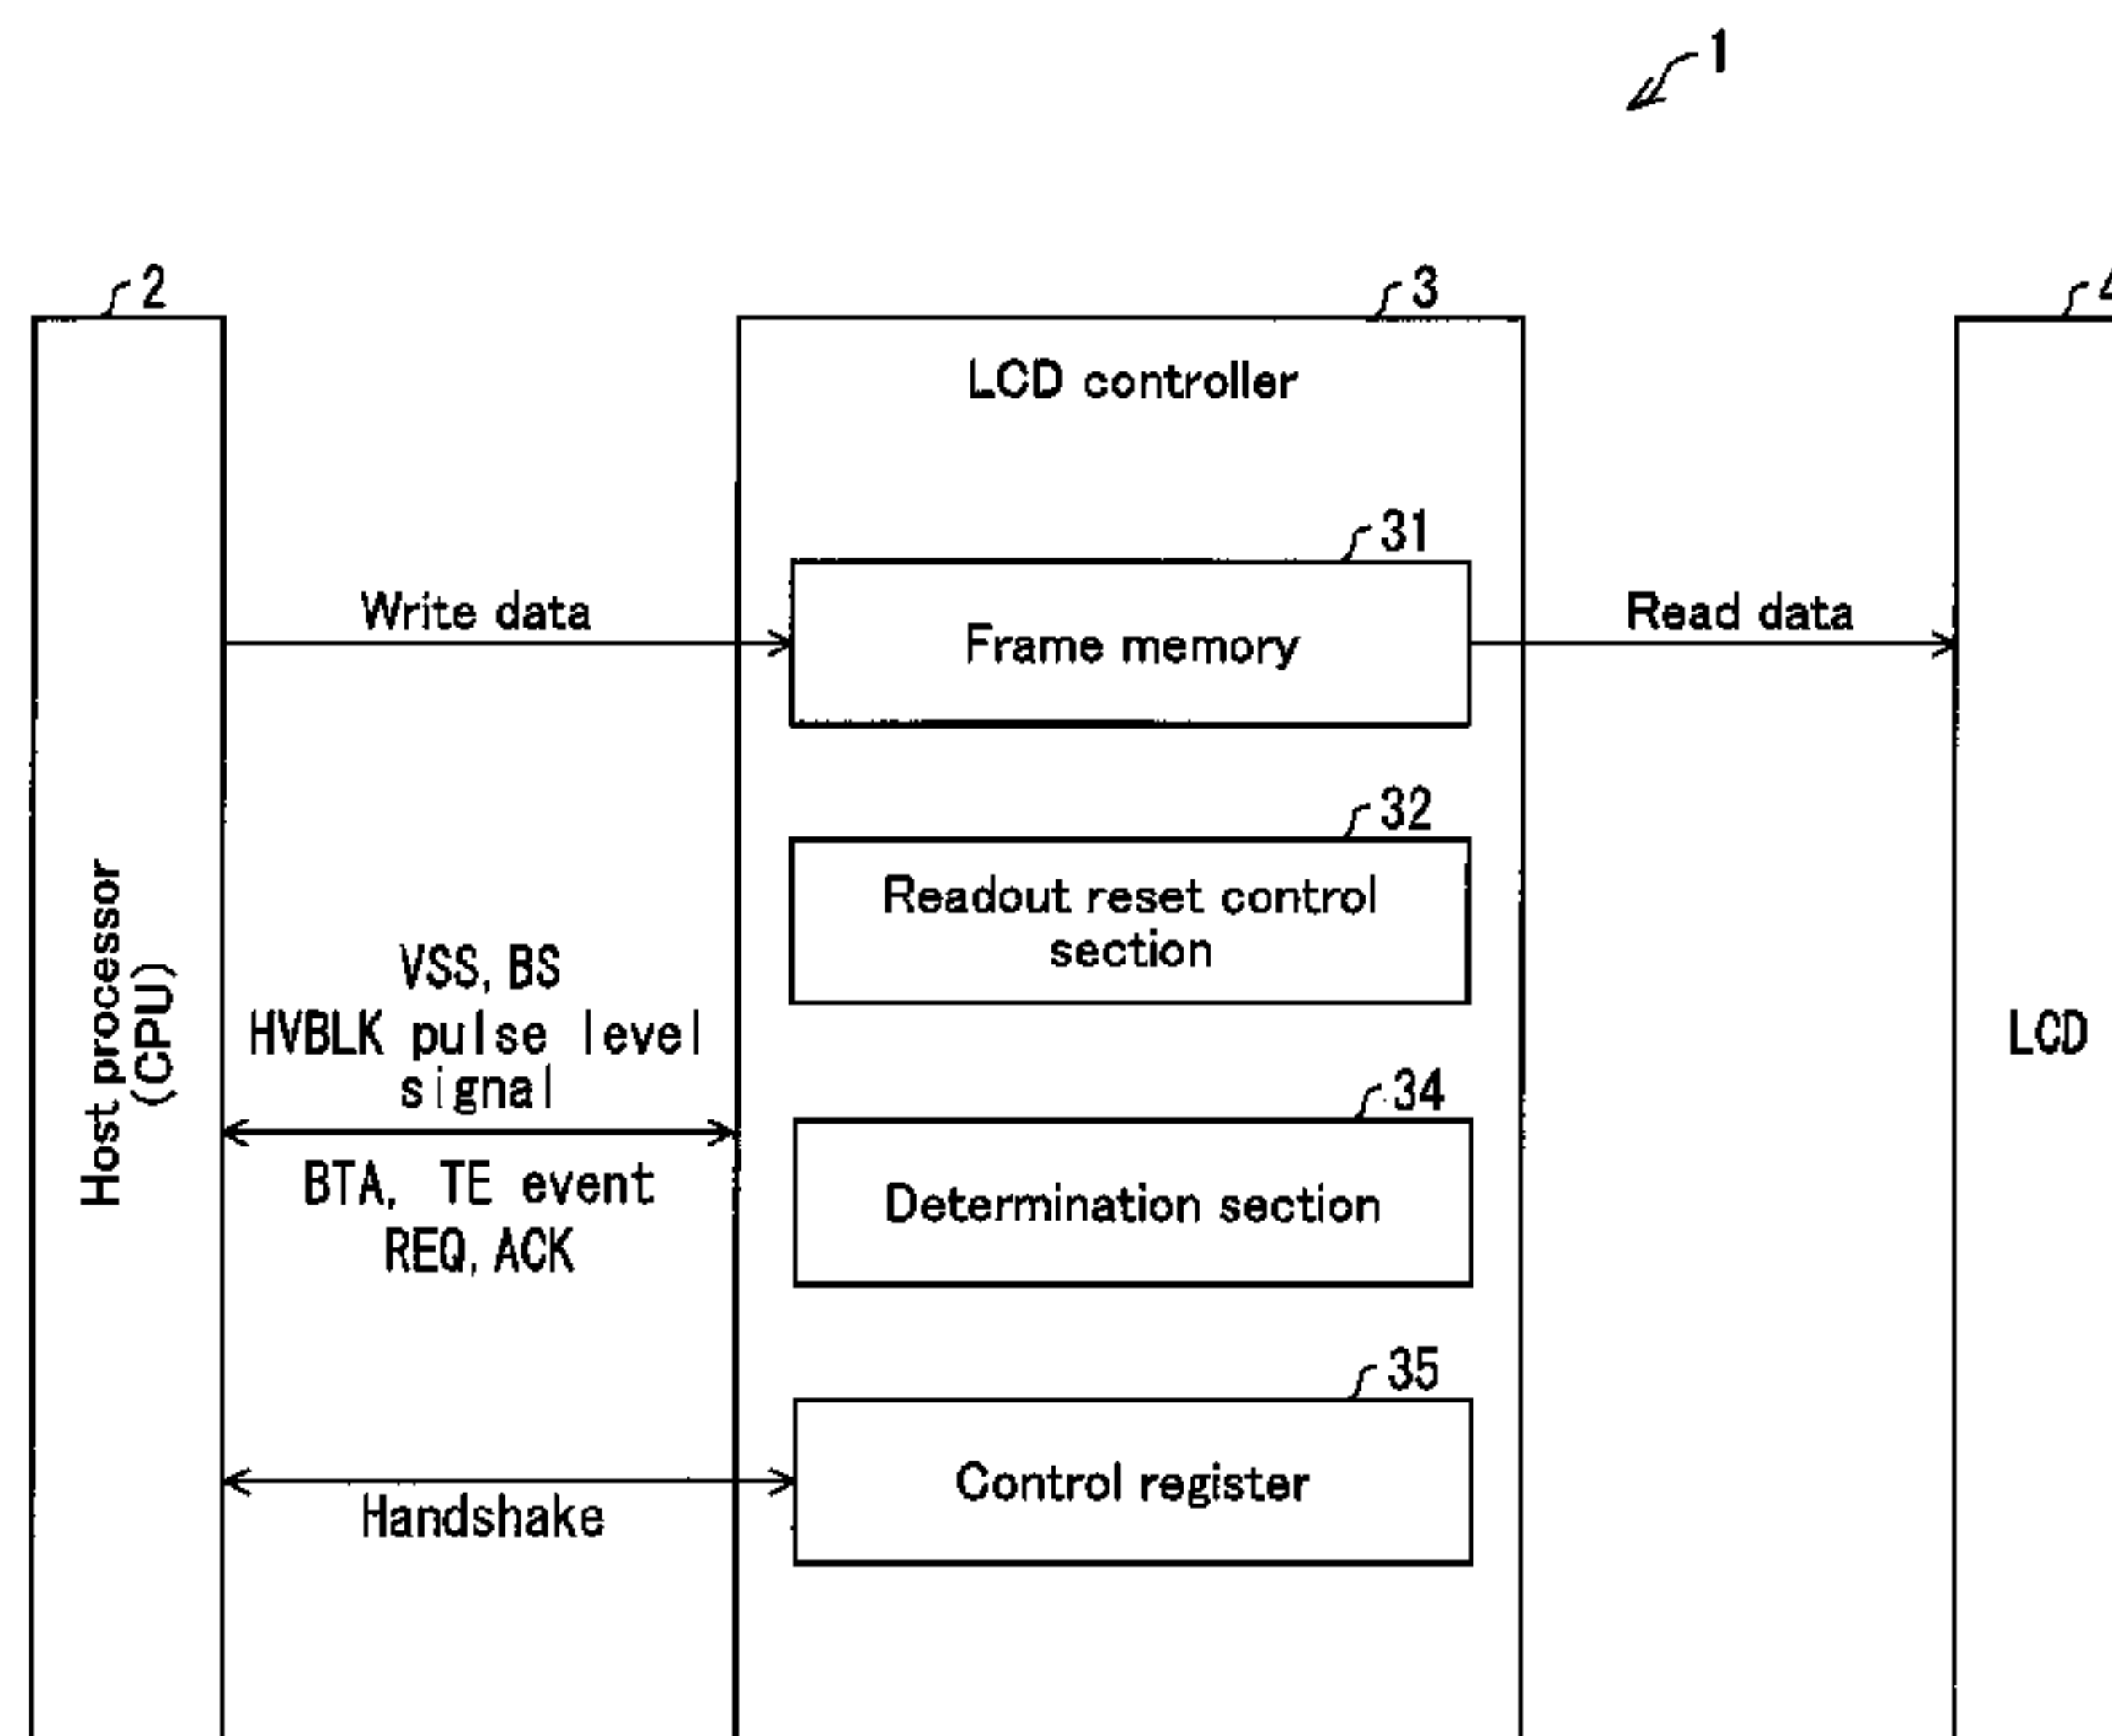 1
2
3
4
LCD controller
31
Write data
Frame memory
Read data
32
Readout reset control
section
Host processor
(CPU)
VSS, BS
HVBLK pulse level
signal
LCD
34
BTA, TE event
REQ, ACK
Determination section
35
Control register
Handshake